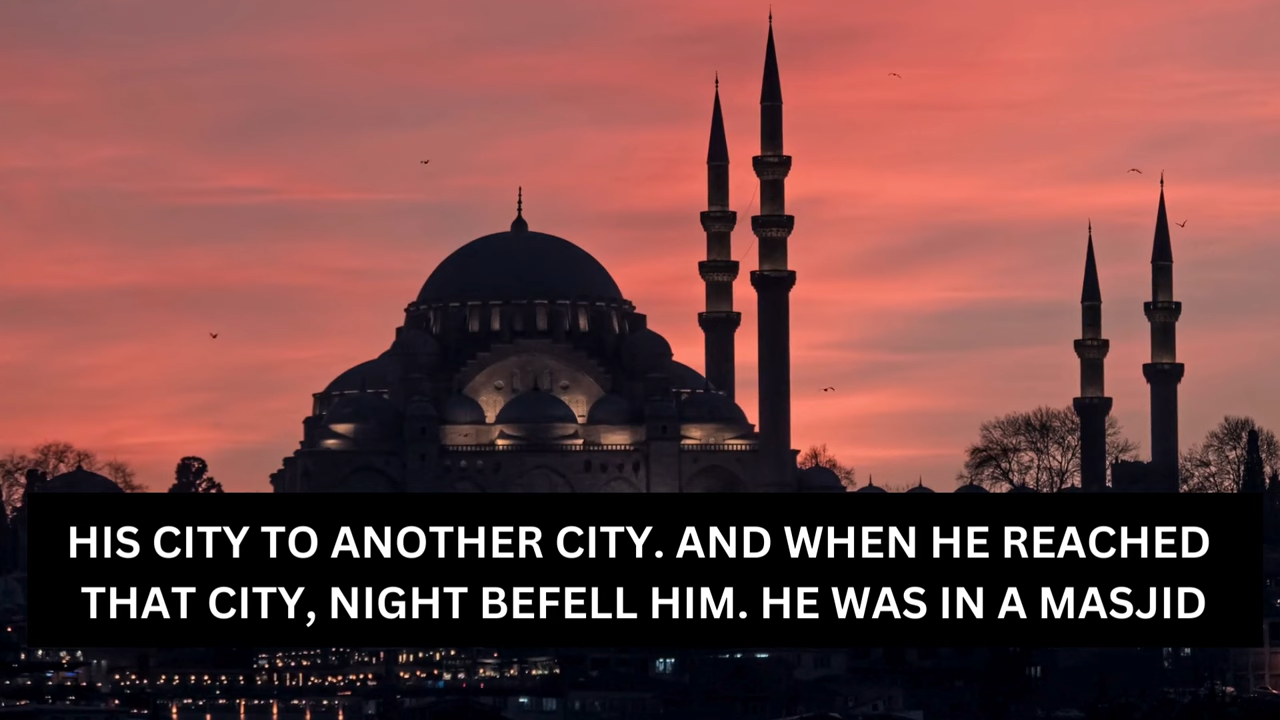 HIS CITY TO ANOTHER CITY. AND WHEN HE REACHED
THAT CITY, NIGHT BEFELL HIM. HE WAS IN A MASJID